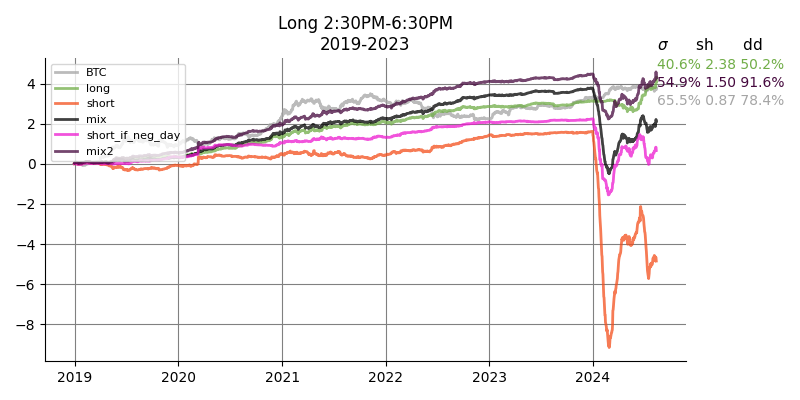 Long 2:30PM-6:30PM
2019-2023
σ sh dd
40.6% 2.38 50.2%
54.9% 1.50 91.6%
65.5% 0.87 78.4%
BTC
long
short
mix
short_if_neg_day
mix2
4
2
0
−2
−4
−6
−8
2019 2020 2021 2022 2023 2024